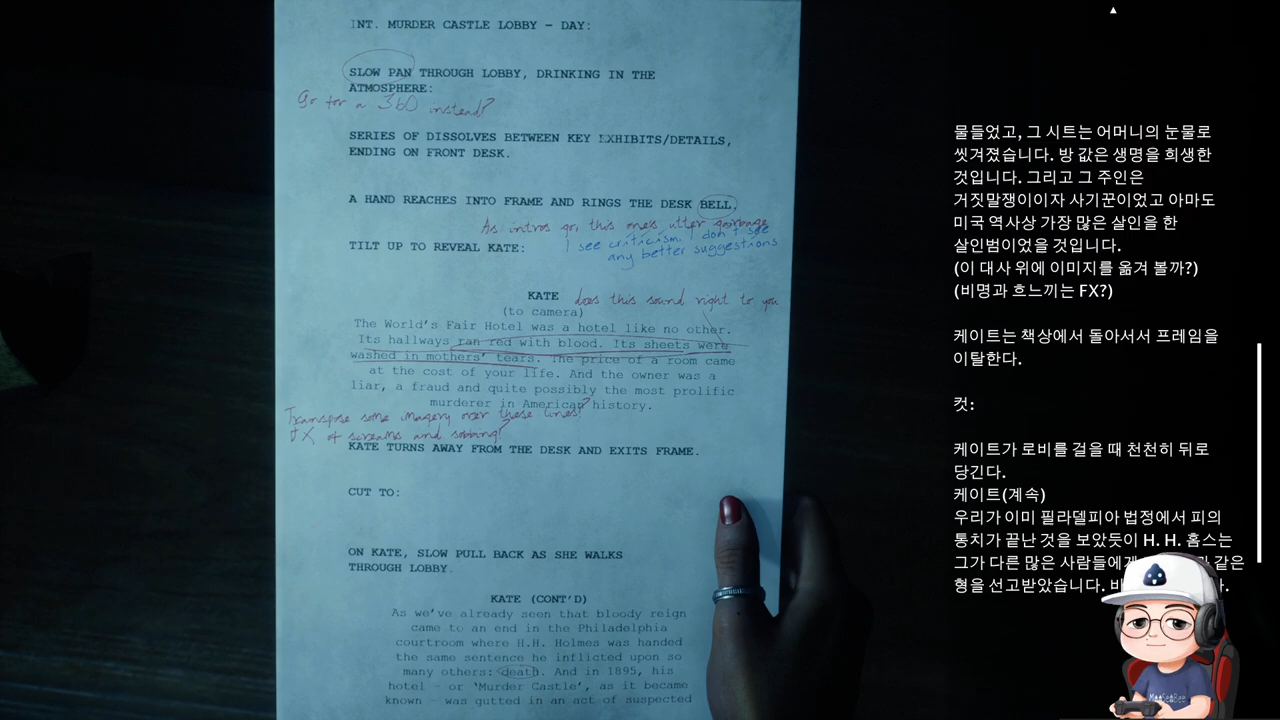 INT. MURDER CASTLE LOBBY – DAY:
SLOW PAN THROUGH LOBBY, DRINKING IN THE
ATMOSPHERE:
Go for a 360 instead?
SERIES OF DISSOLVES BETWEEN KEY EXHIBITS/DETAILS,
ENDING ON FRONT DESK.
A HAND REACHES INTO FRAME AND RINGS THE DESK BELL.
As intros go, this one's utter garbage
I see criticism, I don't see
any better suggestions
TILT UP TO REVEAL KATE:
KATE
does this sound right to you
(to camera)
The World's Fair Hotel was a hotel like no other.
Its hallways ran red with blood. Its sheets were
washed in mothers' tears. The price of a room came
at the cost of your life. And the owner was a
liar, a fraud and quite possibly the most prolific
murderer in American history.
Transpose some imagery over these lines?
FX of screams and sobbing?
KATE TURNS AWAY FROM THE DESK AND EXITS FRAME.
CUT TO:
ON KATE, SLOW PULL BACK AS SHE WALKS
THROUGH LOBBY.
KATE (CONT'D)
As we've already seen that bloody reign
came to an end in the Philadelphia
courtroom where H.H. Holmes was handed
the same sentence he inflicted upon so
many others: death. And in 1895, his
hotel – or 'Murder Castle', as it became
known – was gutted in an act of suspected
물들었고, 그 시트는 어머니의 눈물로
씻겨졌습니다. 방 값은 생명을 희생한
것입니다. 그리고 그 주인은
거짓말쟁이이자 사기꾼이었고 아마도
미국 역사상 가장 많은 살인을 한
살인범이었을 것입니다.
(이 대사 위에 이미지를 옮겨 볼까?)
(비명과 흐느끼는 FX?)
케이트는 책상에서 돌아서서 프레임을
이탈한다.
컷:
케이트가 로비를 걸을 때 천천히 뒤로
당긴다.
케이트(계속)
우리가 이미 필라델피아 법정에서 피의
통치가 끝난 것을 보았듯이 H. H. 홈스는
그가 다른 많은 사람들에게 같은
형을 선고받았습니다.